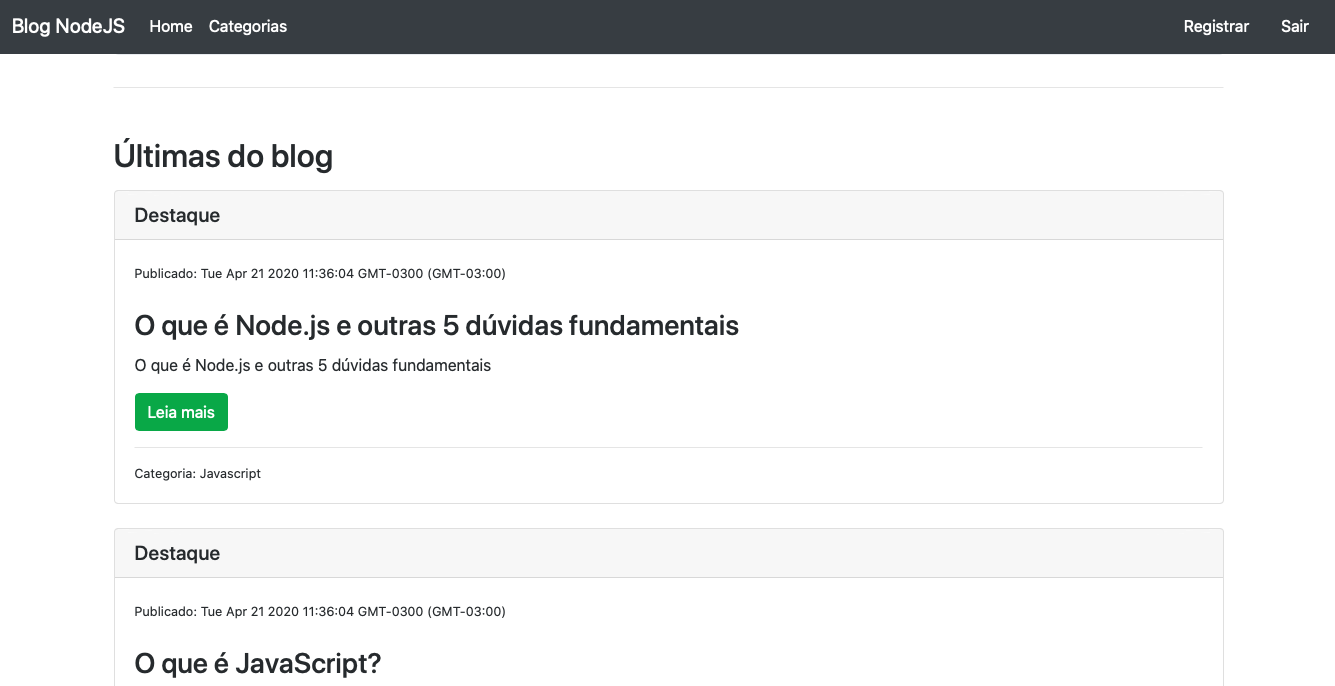 Blog NodeJS Home Categorias Registrar Sair
Últimas do blog
Destaque
Publicado: Tue Apr 21 2020 11:36:04 GMT-0300 (GMT-03:00)
O que é Node.js e outras 5 dúvidas fundamentais
O que é Node.js e outras 5 dúvidas fundamentais
Leia mais
Categoria: Javascript
Destaque
Publicado: Tue Apr 21 2020 11:36:04 GMT-0300 (GMT-03:00)
O que é JavaScript?